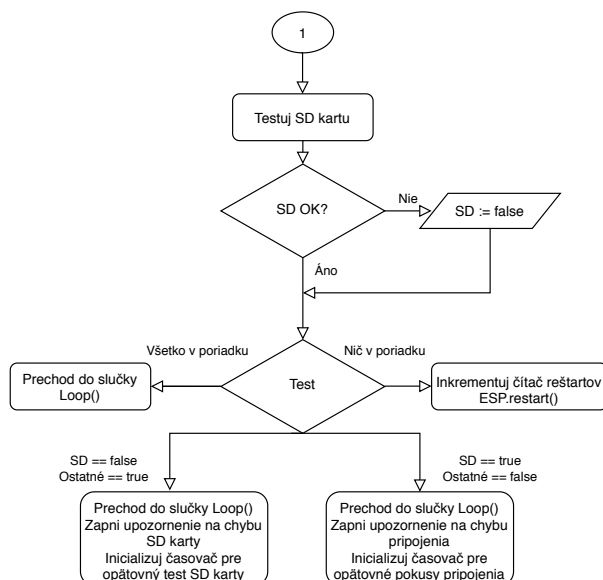 1
Testuj SD kartu
SD OK?
Nie
SD := false
Áno
Všetko v poriadku
Nič v poriadku
Prechod do slučky
Loop()
Test
Inkrementuj čítač reštartov
ESP.restart()
SD == false
Ostatné == true
SD == true
Ostatné == false
Prechod do slučky Loop()
Zapni upozornenie na chybu
SD karty
Inicializuj časovač pre
opätovný test SD karty
Prechod do slučky Loop()
Zapni upozornenie na chybu
pripojenia
Inicializuj časovač pre
opätovné pokusy pripojenia